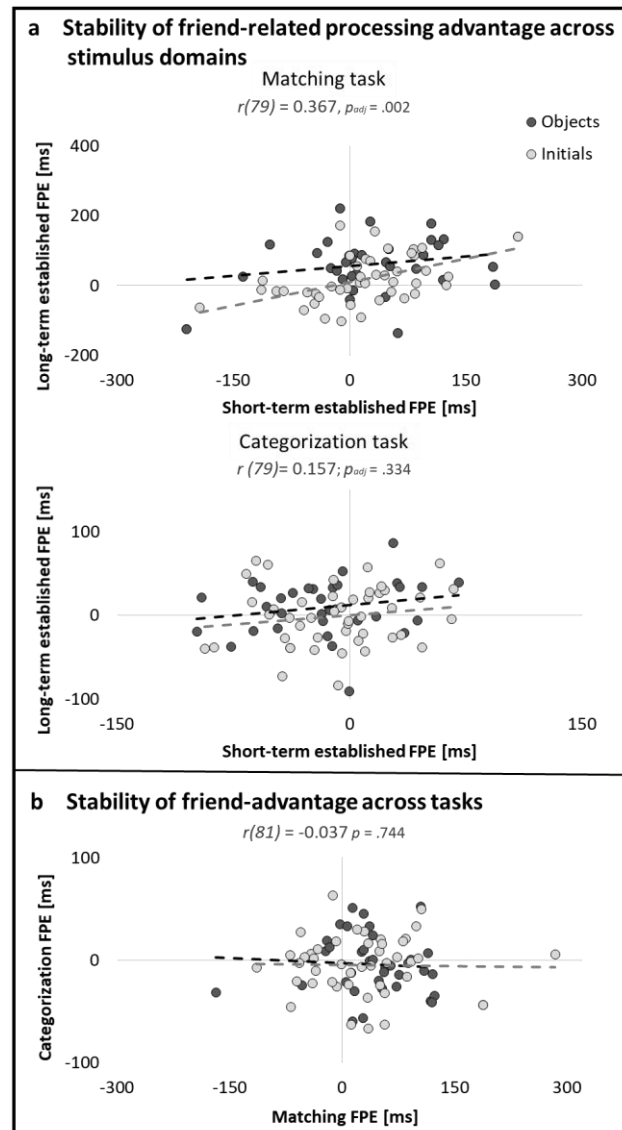 a Stability of friend-related processing advantage across
stimulus domains
Matching task
r(79) = 0.367, padj = .002
Objects
Initials
400
200
0
-200
Long-term established FPE [ms]
-300 -150 0 150 300
Short-term established FPE [ms]
Categorization task
r (79)= 0.157; padj = .334
100
0
-100
Long-term established FPE [ms]
-150 0 150
Short-term established FPE [ms]
b Stability of friend-advantage across tasks
r(81) = -0.037 p = .744
100
0
-100
Categorization FPE [ms]
-300 -150 0 150 300
Matching FPE [ms]